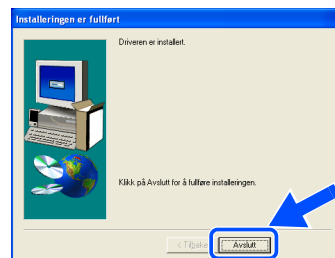 Installeringen er fullført
Driveren er installert.
Klikk på Avslutt for å fullføre installeringen.
< Tilbake
Avslutt